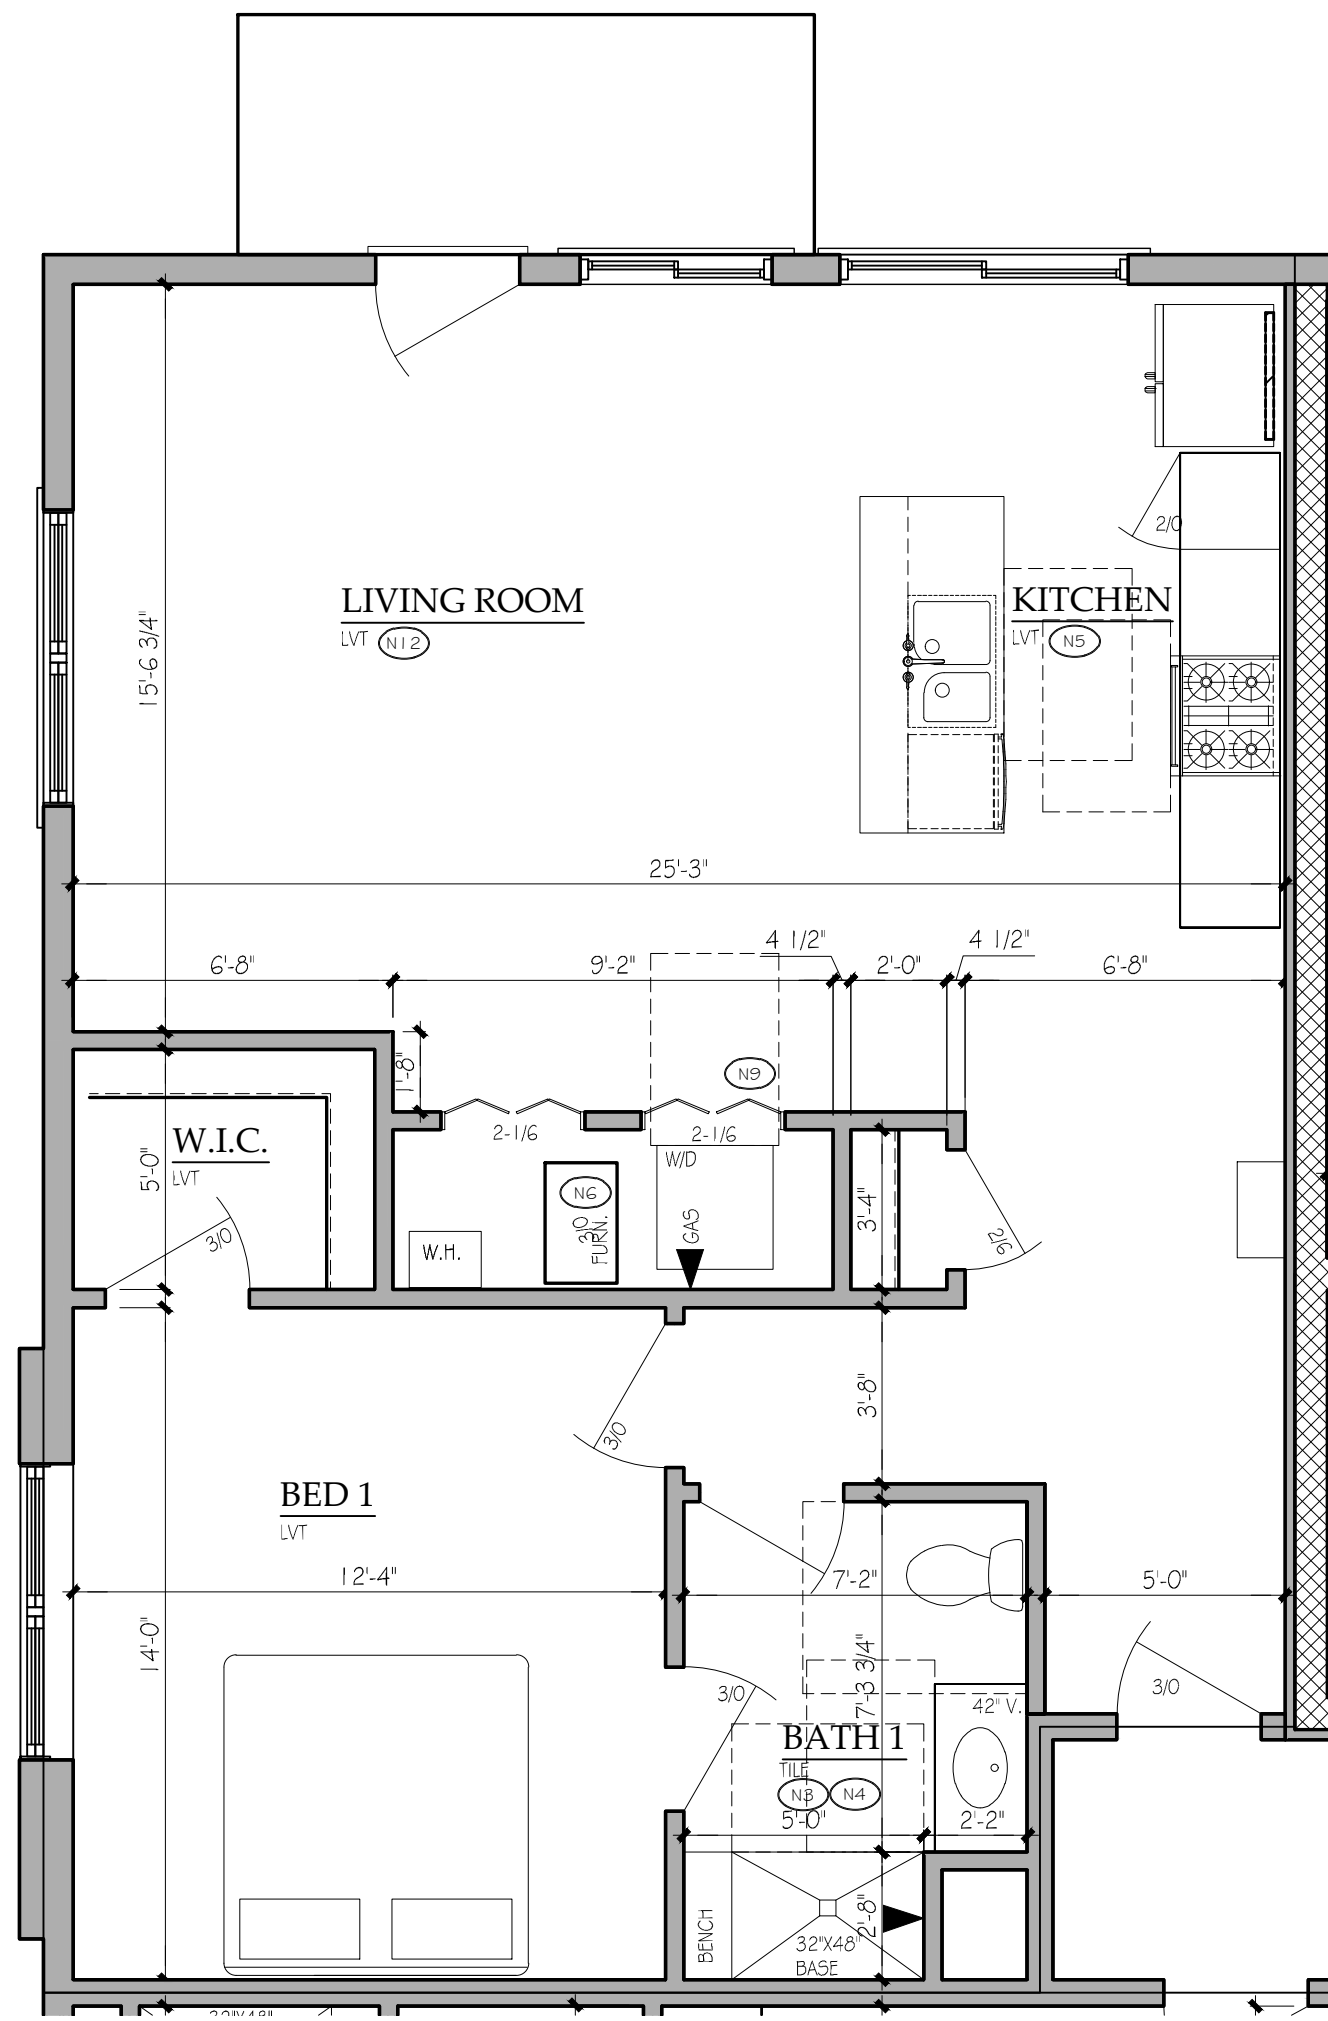 2/0
LIVING ROOM
LVT N12
KITCHEN
LVT N5
15'-6 3/4"
25'-3"
4 1/2"
4 1/2"
6'-8"
9'-2"
2'-0"
6'-8"
1'-8"
N9
2-1/6
2-1/6
W.I.C.
LVT
5'-0"
W/D
N6
3/0
FURN.
GAS
3'-4"
3/0
W.H.
2/6
3'-8"
3/0
BED 1
LVT
12'-4"
7'-2"
5'-0"
14'-0"
7'-3 3/4"
3/0
42" V.
3/0
BATH 1
TILE
N3 N4
5'-0"
2'-2"
BENCH
2'-8"
32"X48"
BASE
32"X48"